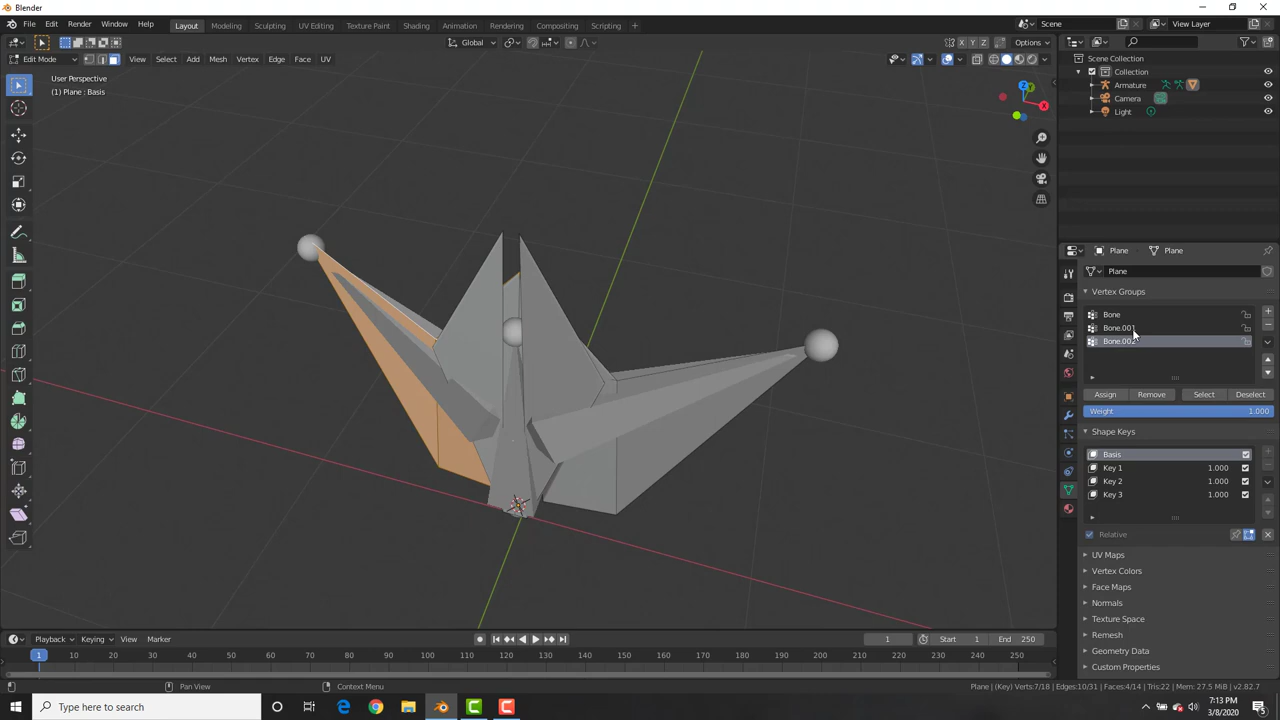 Blender
File Edit Render Window Help Layout Modeling Sculpting UV Editing Texture Paint Shading Animation Rendering Compositing Scripting + Scene View Layer
Global Options
Edit Mode View Select Add Mesh Vertex Edge Face UV X Y Z
User Perspective
(1) Plane : Basis
Scene Collection
Collection
Armature
Camera
Light
Z
Y
X
Plane Plane
Plane
Vertex Groups
Bone
Bone.001
Bone.002
Assign Remove Select Deselect
Weight 1.000
Shape Keys
Basis
Key 1 1.000
Key 2 1.000
Key 3 1.000
Relative
UV Maps
Vertex Colors
Face Maps
Normals
Texture Space
Remesh
Geometry Data
Custom Properties
Playback Keying View Marker 1 Start 1 End 250
1 10 20 30 40 50 60 70 80 90 100 110 120 130 140 150 160 170 180 190 200 210 220 230 240 250
Pan View Context Menu Plane | (Key) Verts:7/18 | Edges:10/31 | Faces:4/14 | Tris:22 | Mem: 27.5 MiB | v2.82.7
Type here to search
7:13 PM
3/8/2020